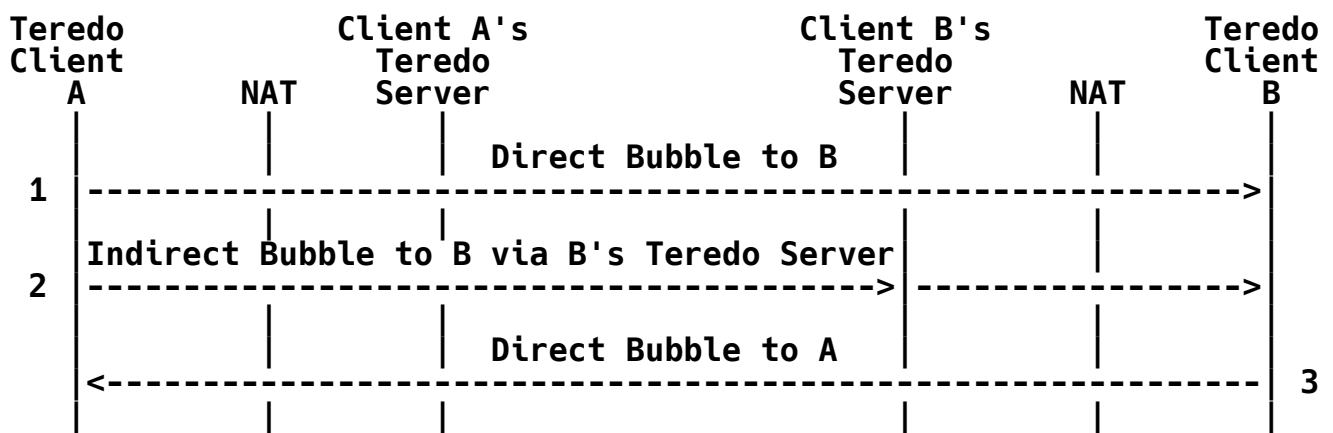 Teredo Client A's Client B's Teredo
Client Teredo Teredo Client
A NAT Server Server NAT B
Direct Bubble to B
1
Indirect Bubble to B via B's Teredo Server
2
Direct Bubble to A
3